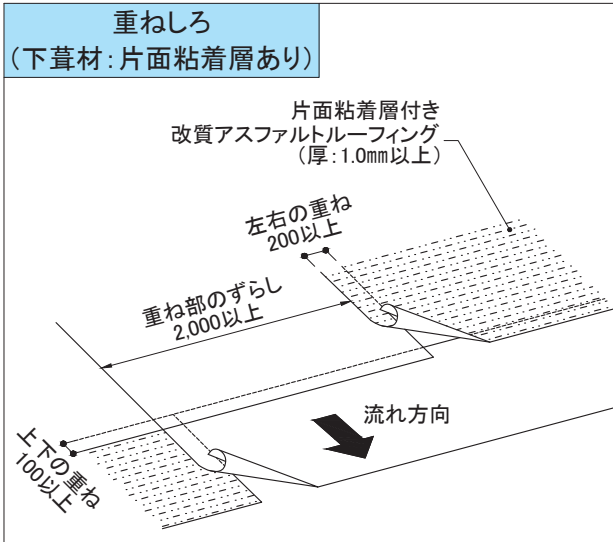 重ねしろ
(下葺材:片面粘着層あり)
片面粘着層付き
改質アスファルトルーフィング
(厚:1.0mm以上)
左右の重ね
200以上
重ね部のずらし
2,000以上
流れ方向
上下の重ね
100以上